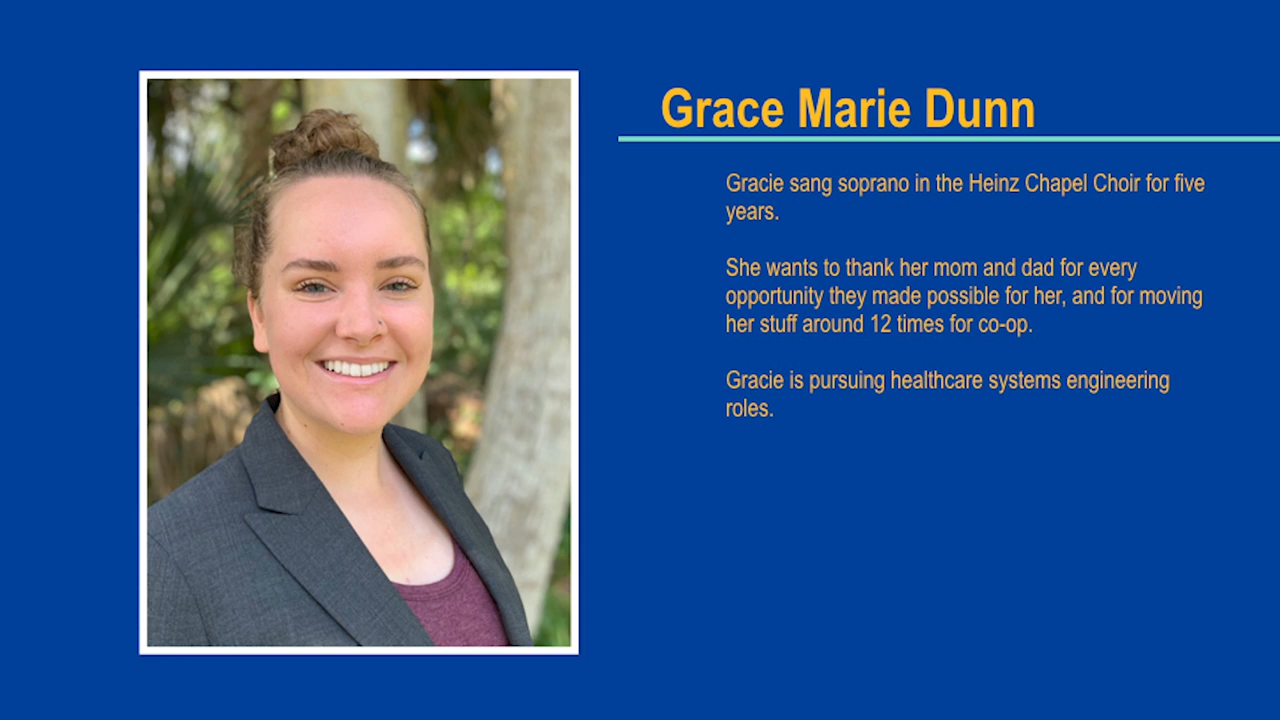 Grace Marie Dunn
Gracie sang soprano in the Heinz Chapel Choir for five
years.
She wants to thank her mom and dad for every
opportunity they made possible for her, and for moving
her stuff around 12 times for co-op.
Gracie is pursuing healthcare systems engineering
roles.